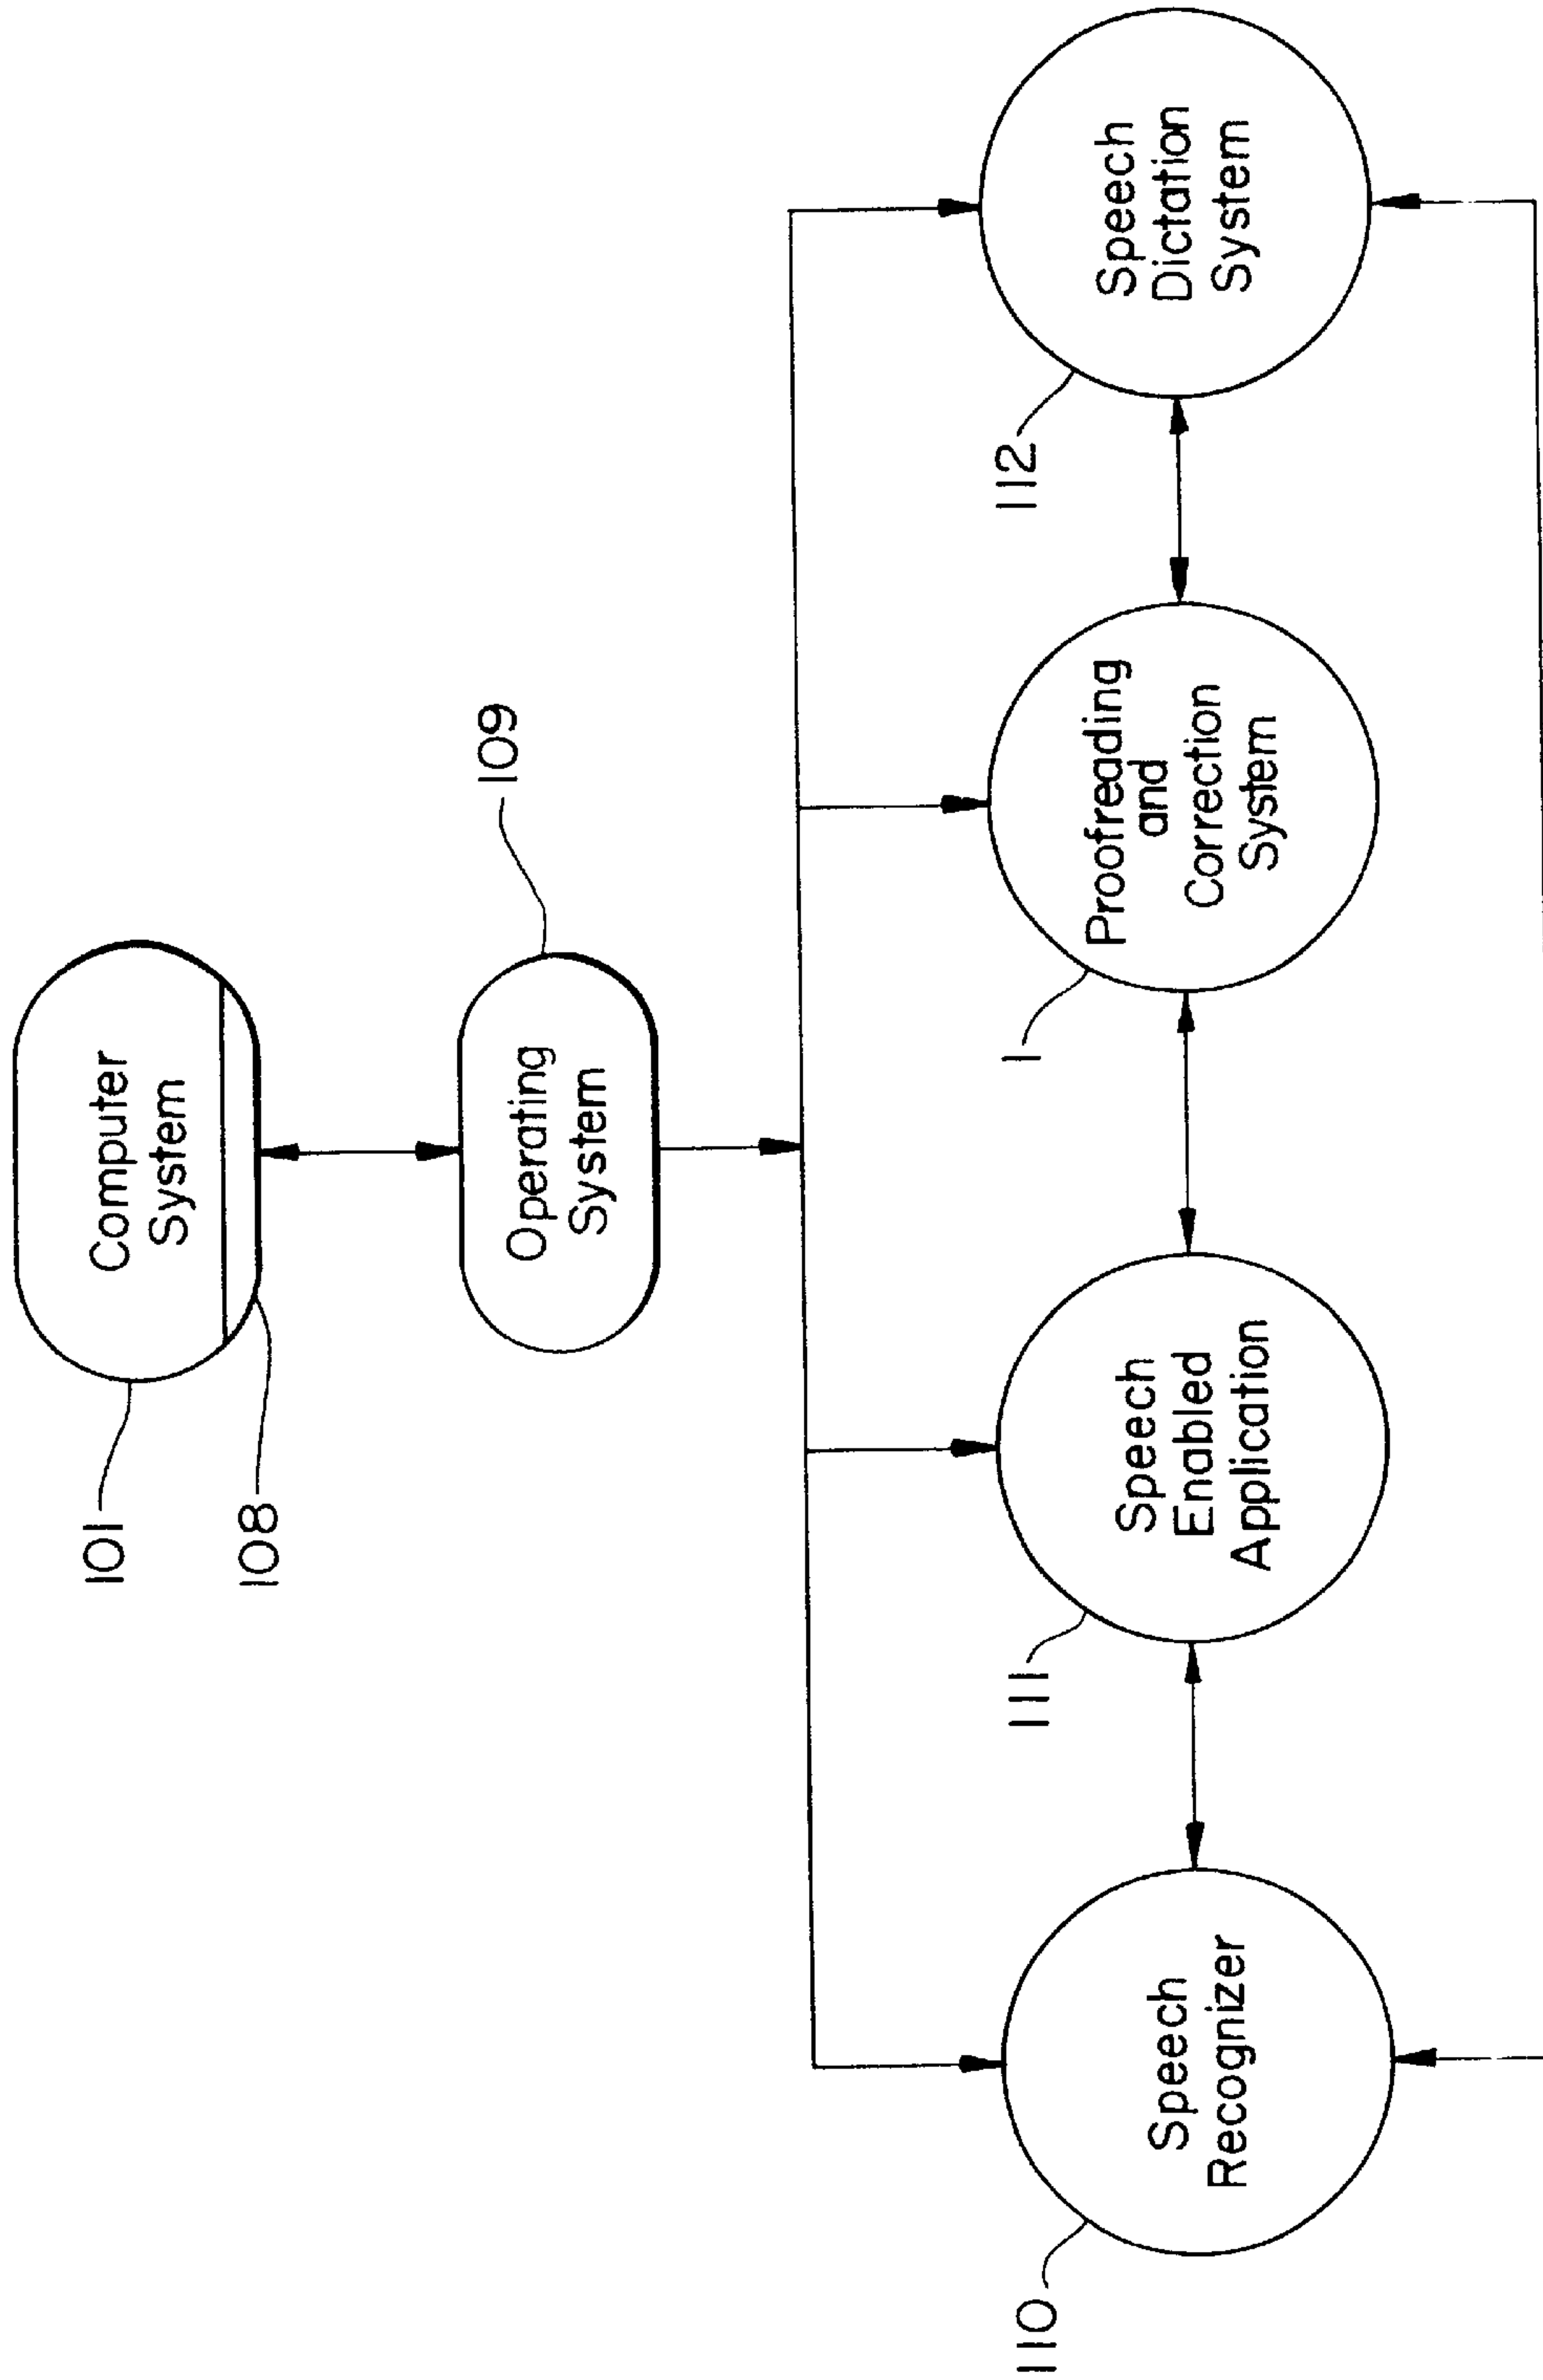 101
Computer
System
108
109
Operating
System
110
Speech
Recognizer
111
Speech
Enabled
Application
1
Proofreading
and
Correction
System
112
Speech
Dictation
System